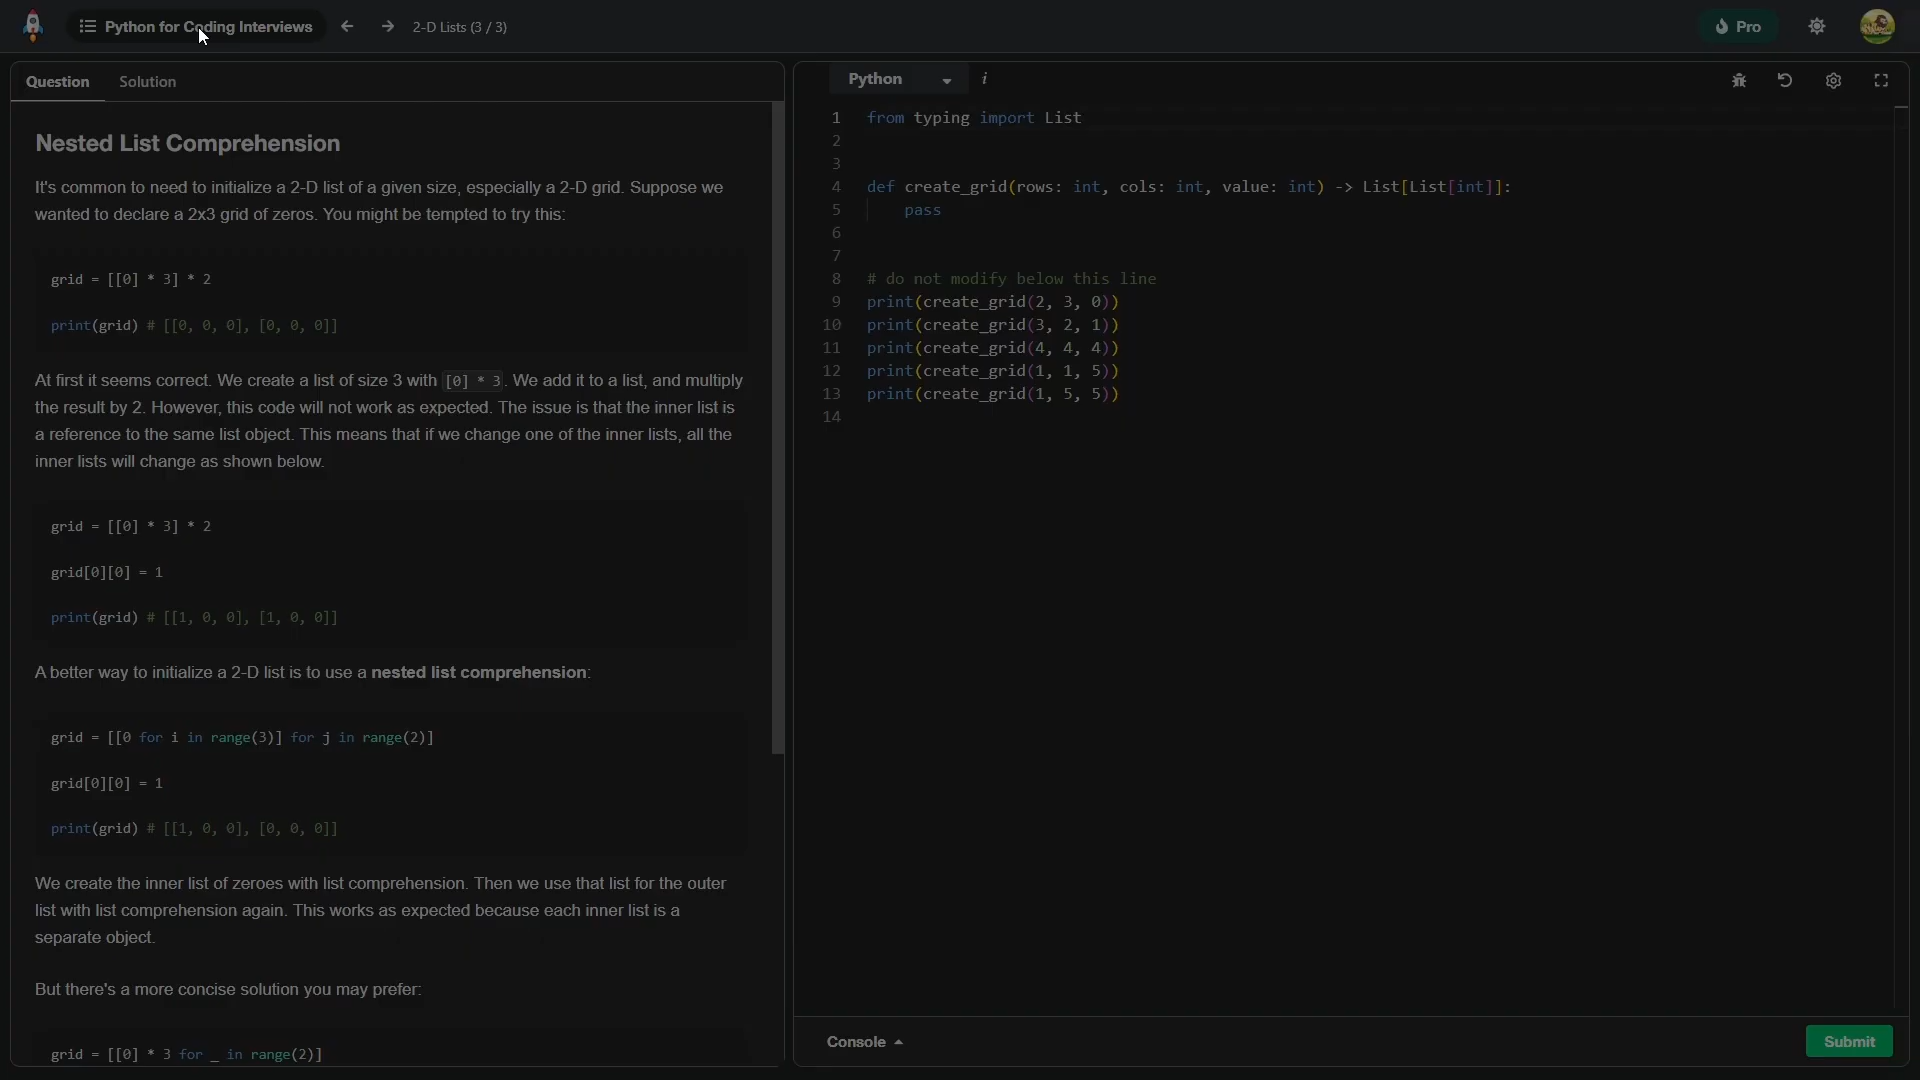 Python for Coding Interviews
2-D Lists (3 / 3)
Pro
Question
Solution
Nested List Comprehension
It's common to need to initialize a 2-D list of a given size, especially a 2-D grid. Suppose we
wanted to declare a 2x3 grid of zeros. You might be tempted to try this:
grid = [[0] * 3] * 2
print(grid) # [[0, 0, 0], [0, 0, 0]]
At first it seems correct. We create a list of size 3 with [0] * 3. We add it to a list, and multiply
the result by 2. However, this code will not work as expected. The issue is that the inner list is
a reference to the same list object. This means that if we change one of the inner lists, all the
inner lists will change as shown below.
grid = [[0] * 3] * 2
grid[0][0] = 1
print(grid) # [[1, 0, 0], [1, 0, 0]]
A better way to initialize a 2-D list is to use a nested list comprehension:
grid = [[0 for i in range(3)] for j in range(2)]
grid[0][0] = 1
print(grid) # [[1, 0, 0], [0, 0, 0]]
We create the inner list of zeroes with list comprehension. Then we use that list for the outer
list with list comprehension again. This works as expected because each inner list is a
separate object.
But there's a more concise solution you may prefer:
grid = [[0] * 3 for _ in range(2)]
Python
i
1 from typing import List
2
3
4 def create_grid(rows: int, cols: int, value: int) -> List[List[int]]:
5 pass
6
7
8 # do not modify below this line
9 print(create_grid(2, 3, 0))
10 print(create_grid(3, 2, 1))
11 print(create_grid(4, 4, 4))
12 print(create_grid(1, 1, 5))
13 print(create_grid(1, 5, 5))
14
Console
Submit